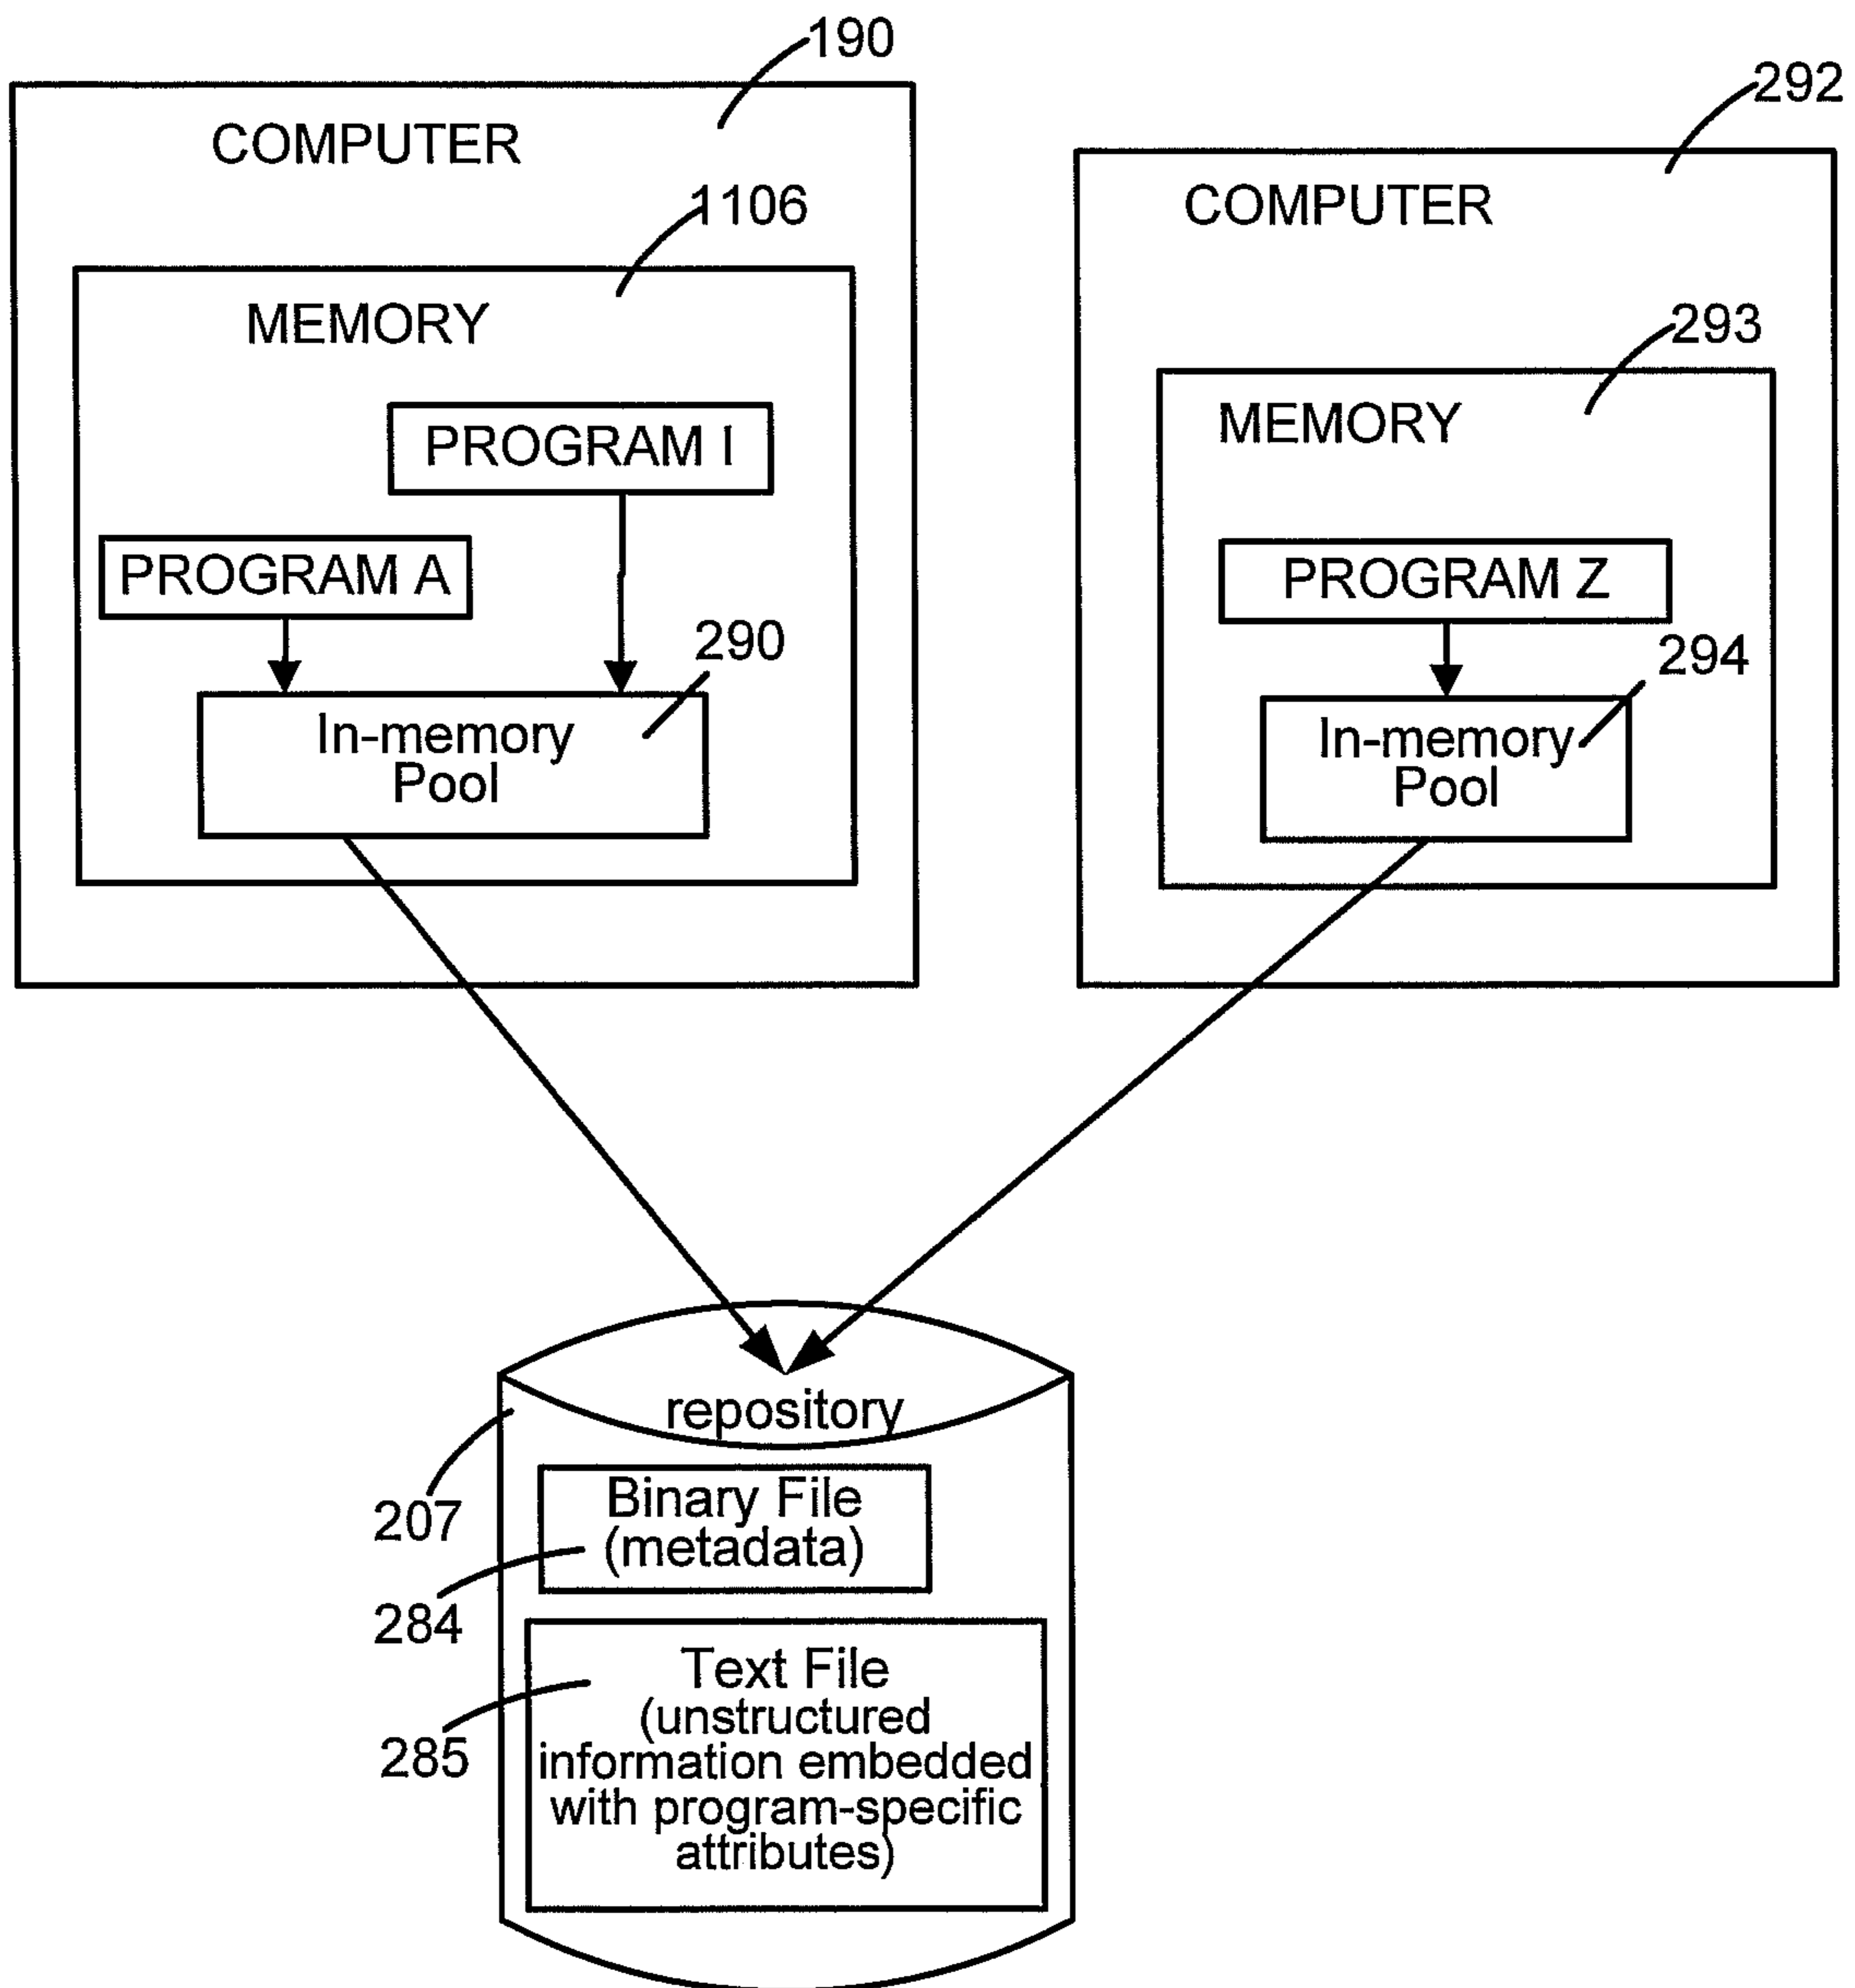 190
292
COMPUTER
COMPUTER
1106
MEMORY
293
MEMORY
PROGRAM I
PROGRAM A
PROGRAM Z
290
294
In-memory
Pool
In-memory
Pool
repository
207
Binary File
(metadata)
284
Text File
(unstructured
information embedded
with program-specific
attributes)
285